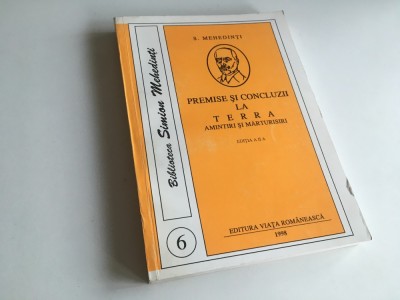 Biblioteca Simion Mehedinți
6
S. MEHEDINȚI
PREMISE ȘI CONCLUZII
LA
TERRA
AMINTIRI ȘI MĂRTURISIRI
EDIȚIA A II-A
EDITURA VIAȚA ROMÂNEASCĂ
1998